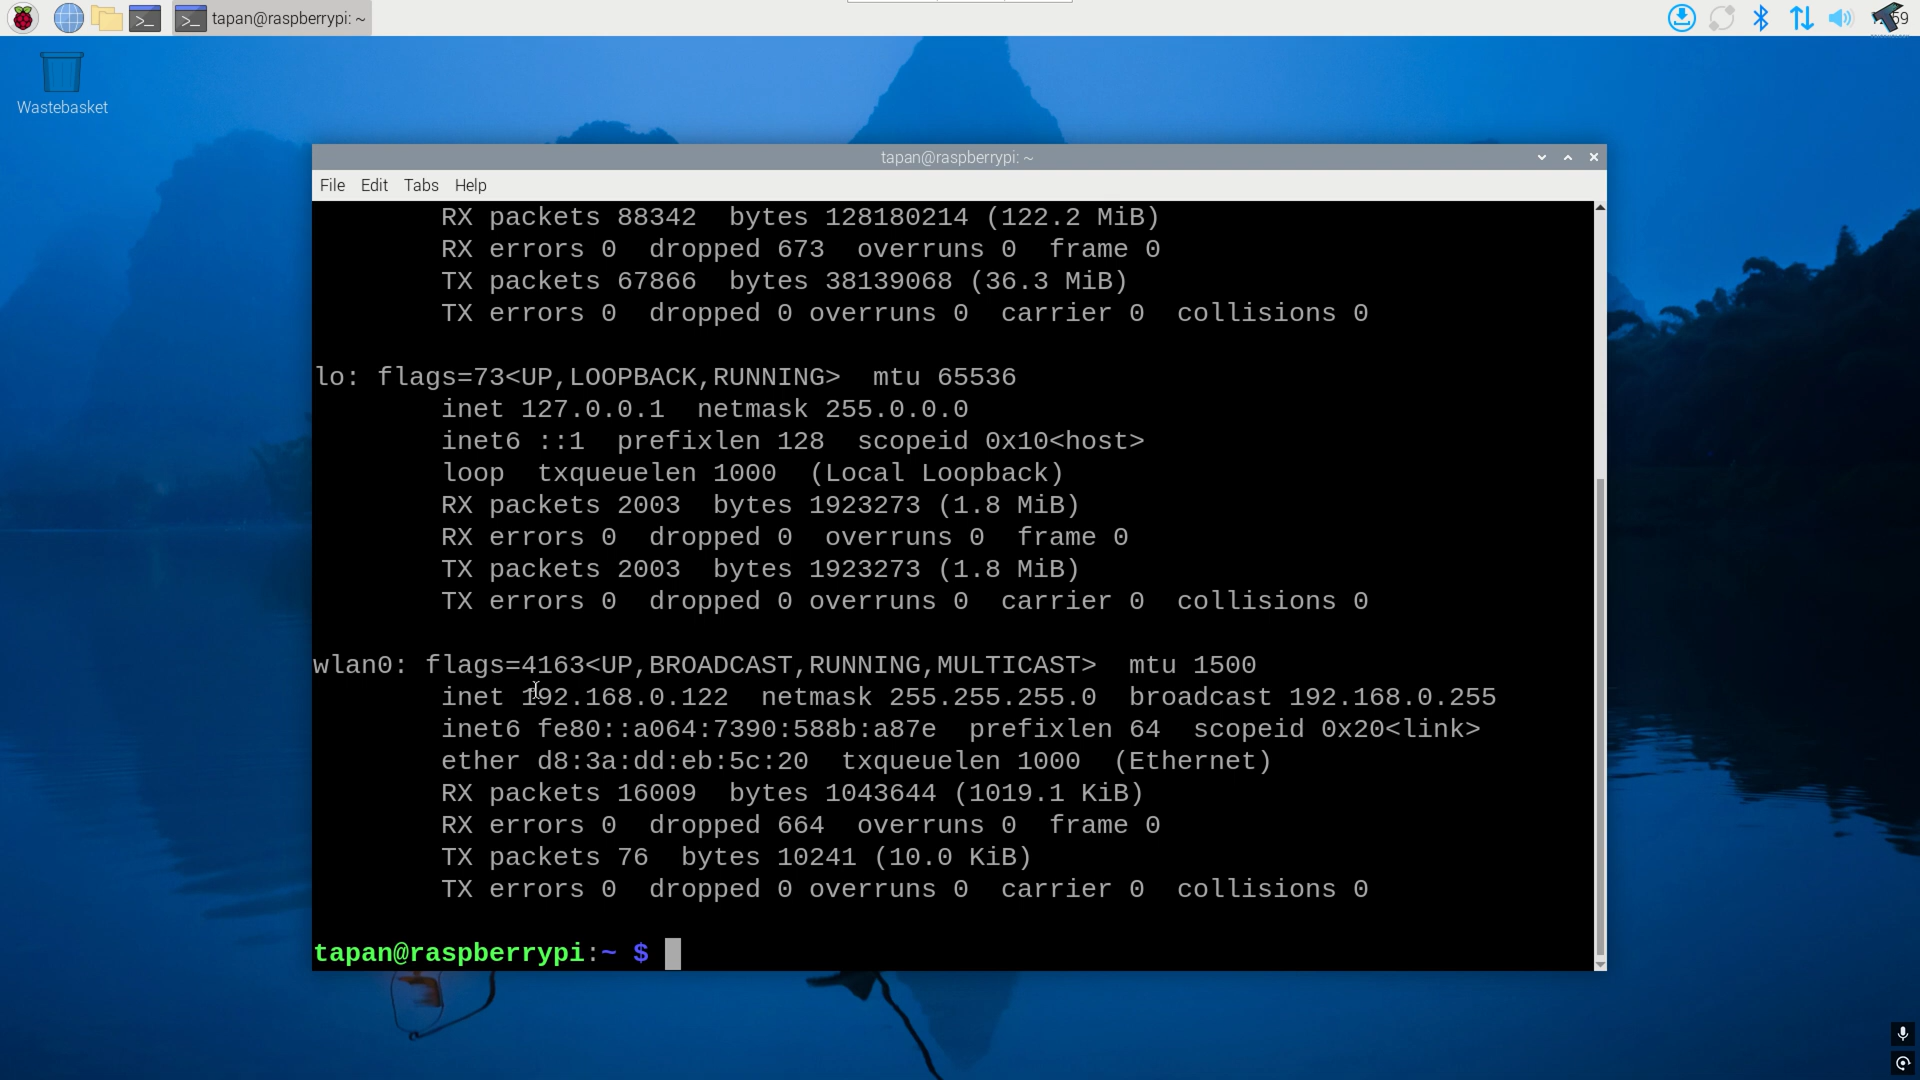 tapan@raspberrypi: ~
Wastebasket
tapan@raspberrypi: ~
File Edit Tabs Help
RX packets 88342  bytes 128180214 (122.2 MiB)
RX errors 0  dropped 673  overruns 0  frame 0
TX packets 67866  bytes 38139068 (36.3 MiB)
TX errors 0  dropped 0 overruns 0  carrier 0  collisions 0
lo: flags=73<UP,LOOPBACK,RUNNING>  mtu 65536
inet 127.0.0.1  netmask 255.0.0.0
inet6 ::1  prefixlen 128  scopeid 0x10<host>
loop  txqueuelen 1000  (Local Loopback)
RX packets 2003  bytes 1923273 (1.8 MiB)
RX errors 0  dropped 0  overruns 0  frame 0
TX packets 2003  bytes 1923273 (1.8 MiB)
TX errors 0  dropped 0 overruns 0  carrier 0  collisions 0
wlan0: flags=4163<UP,BROADCAST,RUNNING,MULTICAST>  mtu 1500
inet 192.168.0.122  netmask 255.255.255.0  broadcast 192.168.0.255
inet6 fe80::a064:7390:588b:a87e  prefixlen 64  scopeid 0x20<link>
ether d8:3a:dd:eb:5c:20  txqueuelen 1000  (Ethernet)
RX packets 16009  bytes 1043644 (1019.1 KiB)
RX errors 0  dropped 664  overruns 0  frame 0
TX packets 76  bytes 10241 (10.0 KiB)
TX errors 0  dropped 0 overruns 0  carrier 0  collisions 0
tapan@raspberrypi:~ $